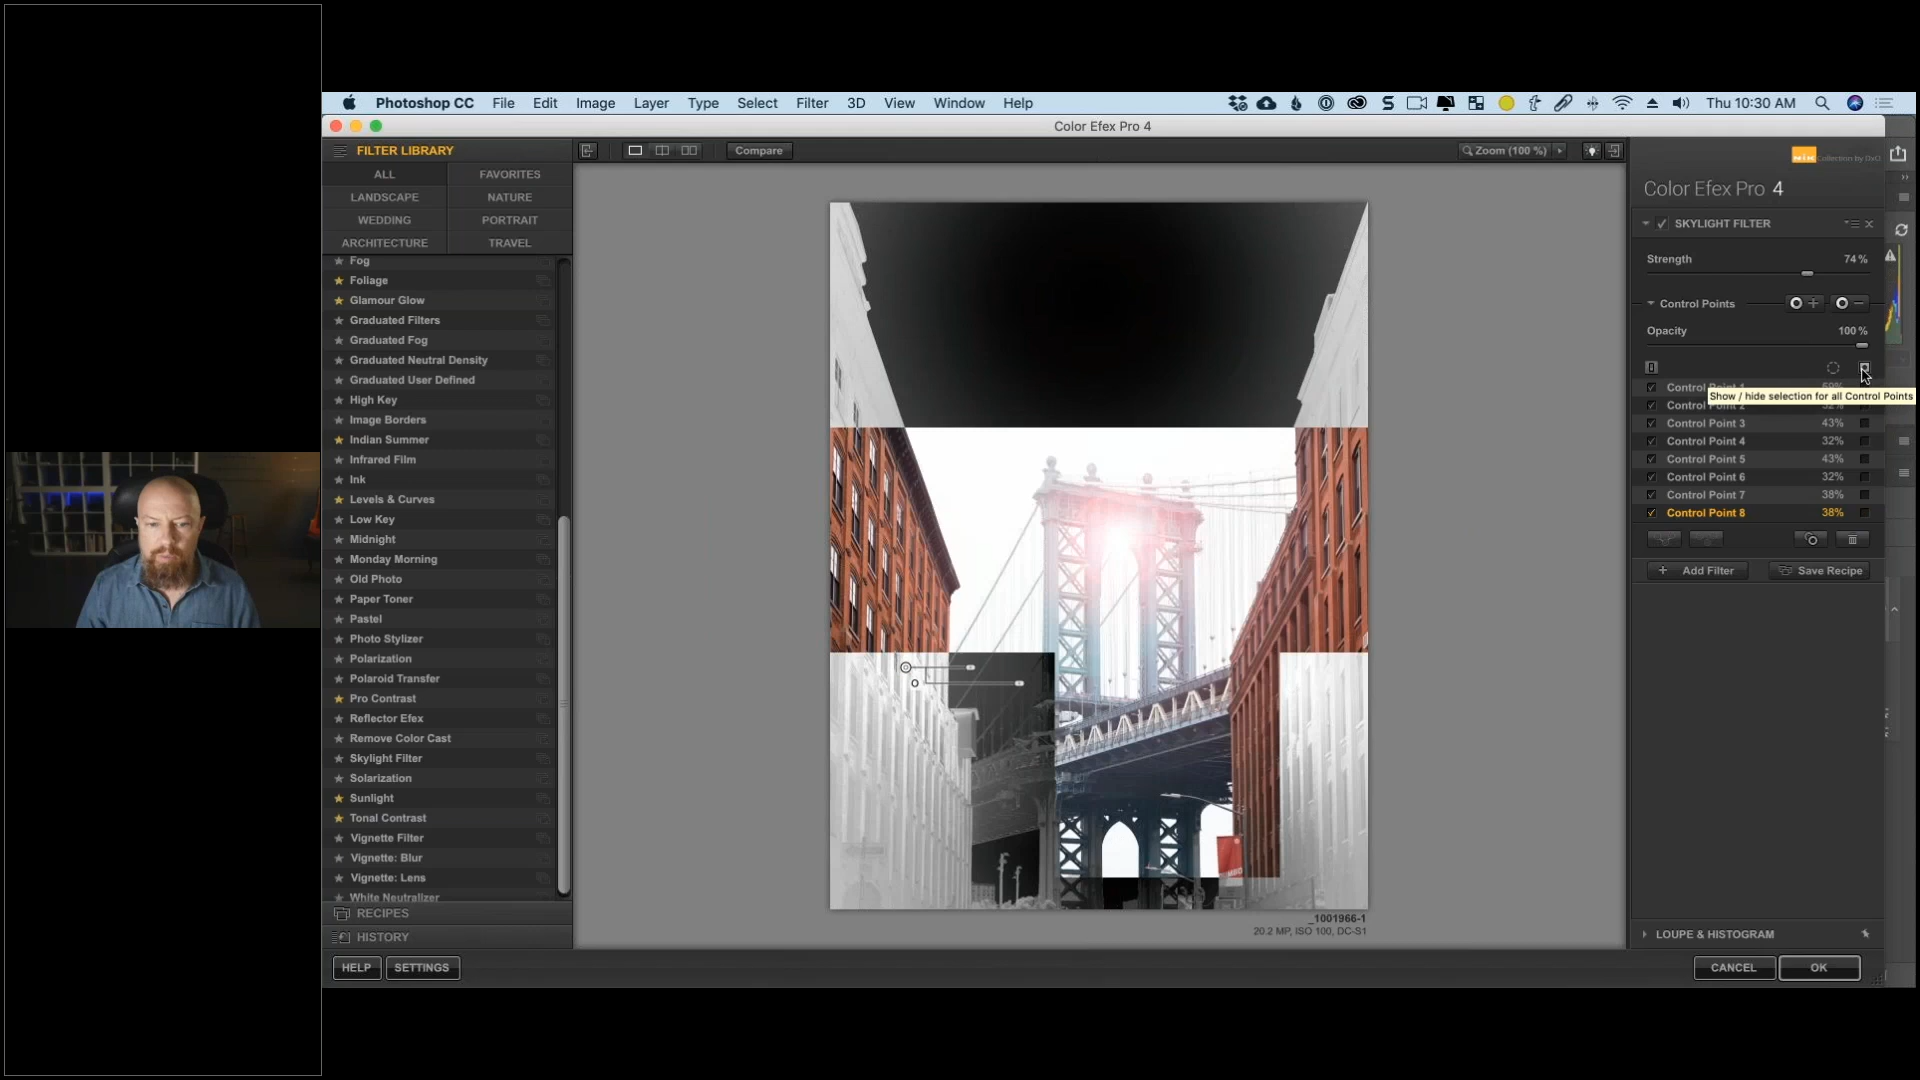 Photoshop CC File Edit Image Layer Type Select Filter 3D View Window Help Thu 10:30 AM
Color Efex Pro 4
FILTER LIBRARY
ALL FAVORITES
LANDSCAPE NATURE
WEDDING PORTRAIT
ARCHITECTURE TRAVEL
Fog
Foliage
Glamour Glow
Graduated Filters
Graduated Fog
Graduated Neutral Density
Graduated User Defined
High Key
Image Borders
Indian Summer
Infrared Film
Ink
Levels & Curves
Low Key
Midnight
Monday Morning
Old Photo
Paper Toner
Pastel
Photo Stylizer
Polarization
Polaroid Transfer
Pro Contrast
Reflector Efex
Remove Color Cast
Skylight Filter
Solarization
Sunlight
Tonal Contrast
Vignette Filter
Vignette: Blur
Vignette: Lens
White Neutralizer
RECIPES
HISTORY
HELP SETTINGS
Compare
Zoom (100 %)
_1001966-1
20.2 MP, ISO 100, DC-S1
Nik Collection by DxO
Color Efex Pro 4
SKYLIGHT FILTER
Strength 74%
Control Points
Opacity 100%
Show / hide selection for all Control Points
Control Point 3 43%
Control Point 4 32%
Control Point 5 43%
Control Point 6 32%
Control Point 7 38%
Control Point 8 38%
Add Filter Save Recipe
LOUPE & HISTOGRAM
CANCEL OK